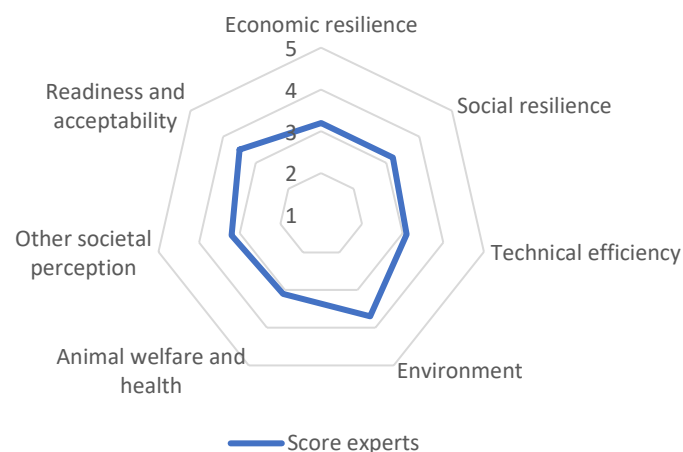 Economic resilience
5
4
3
2
1
Social resilience
Technical efficiency
Environment
Animal welfare and
health
Other societal
perception
Readiness and
acceptability
Score experts